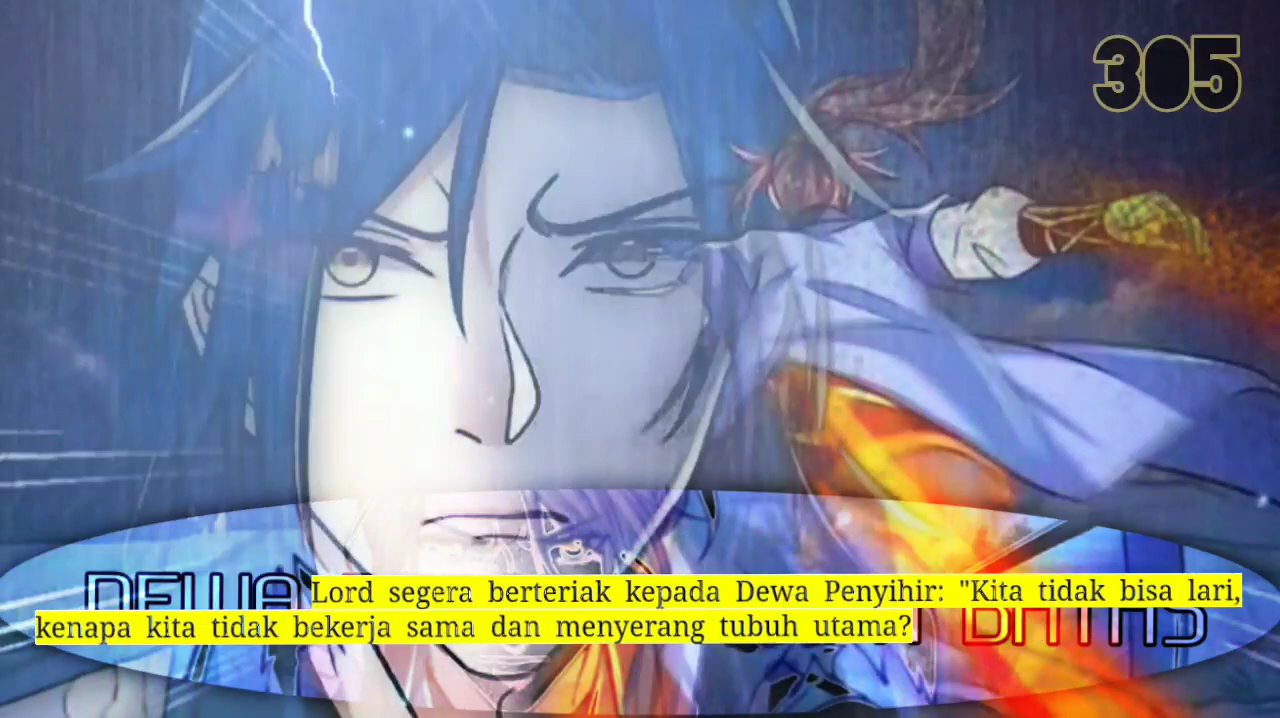 305
Lord segera berteriak kepada Dewa Penyihir: "Kita tidak bisa lari,
kenapa kita tidak bekerja sama dan menyerang tubuh utama?
DEWA